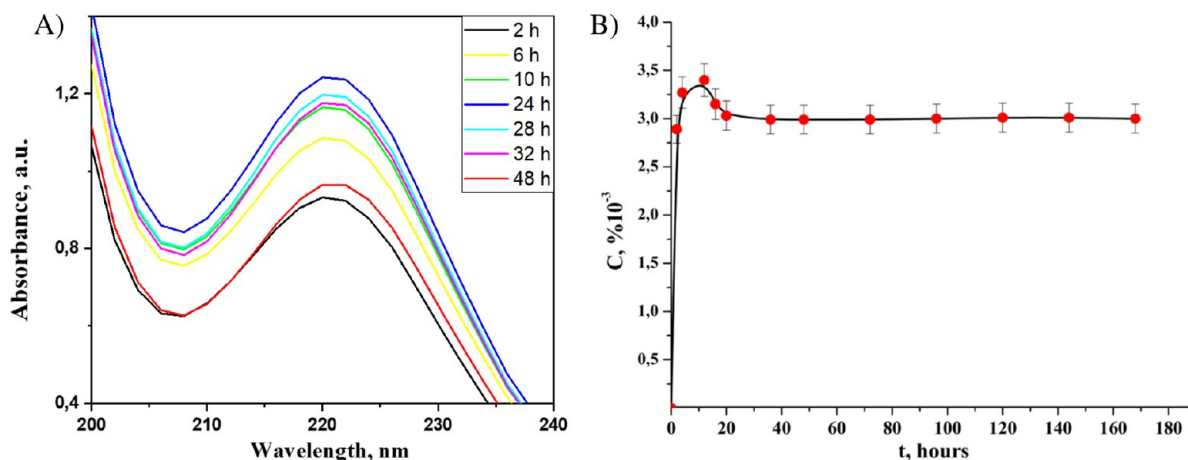 A)
Absorbance, a.u.
1,2
0,8
0,4
200 210 220 230 240
Wavelength, nm
2 h
6 h
10 h
24 h
28 h
32 h
48 h
B)
C, %10⁻³
4,0
3,5
3,0
2,5
2,0
1,5
1,0
0,5
0 20 40 60 80 100 120 140 160 180
t, hours